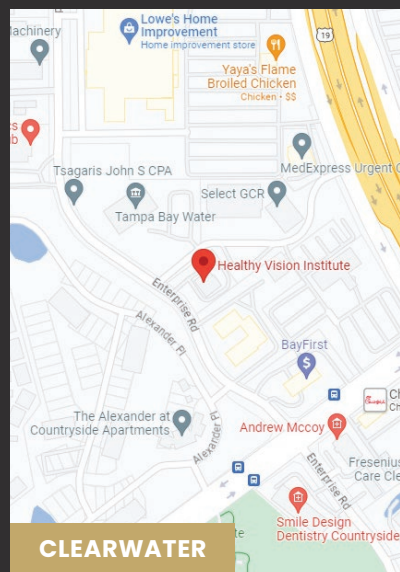 Lowe's Home
Improvement
Home improvement store
Machinery
19
Yaya's Flame
Broiled Chicken
Chicken • $$
MedExpress Urgent
Tsagaris John S CPA
Select GCR
Tampa Bay Water
Healthy Vision Institute
Enterprise Rd
Alexander Pl
BayFirst
The Alexander at
Countryside Apartments
Andrew Mccoy
Alexander Pl
Enterprise Rd
Fresenius
Care
Smile Design
Dentistry Countryside
CLEARWATER